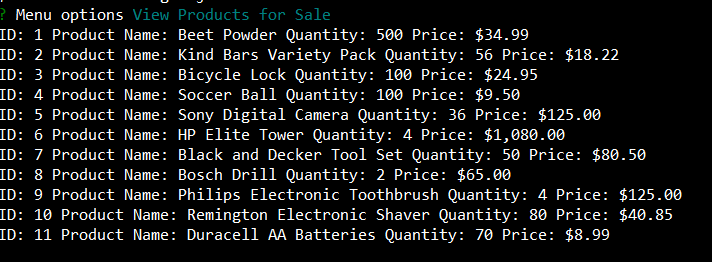 ? Menu options View Products for Sale
ID: 1 Product Name: Beet Powder Quantity: 500 Price: $34.99
ID: 2 Product Name: Kind Bars Variety Pack Quantity: 56 Price: $18.22
ID: 3 Product Name: Bicycle Lock Quantity: 100 Price: $24.95
ID: 4 Product Name: Soccer Ball Quantity: 100 Price: $9.50
ID: 5 Product Name: Sony Digital Camera Quantity: 36 Price: $125.00
ID: 6 Product Name: HP Elite Tower Quantity: 4 Price: $1,080.00
ID: 7 Product Name: Black and Decker Tool Set Quantity: 50 Price: $80.50
ID: 8 Product Name: Bosch Drill Quantity: 2 Price: $65.00
ID: 9 Product Name: Philips Electronic Toothbrush Quantity: 4 Price: $125.00
ID: 10 Product Name: Remington Electronic Shaver Quantity: 80 Price: $40.85
ID: 11 Product Name: Duracell AA Batteries Quantity: 70 Price: $8.99